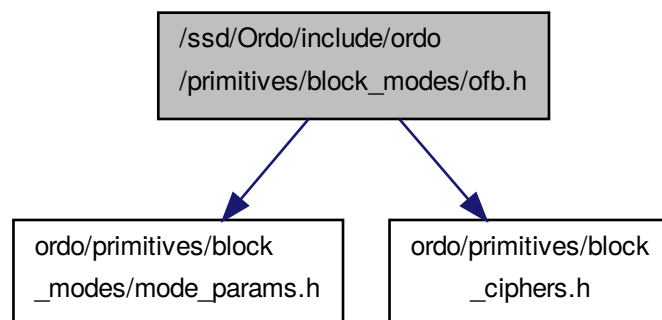 /ssd/Ordo/include/ordo
/primitives/block_modes/ofb.h
ordo/primitives/block
_modes/mode_params.h
ordo/primitives/block
_ciphers.h